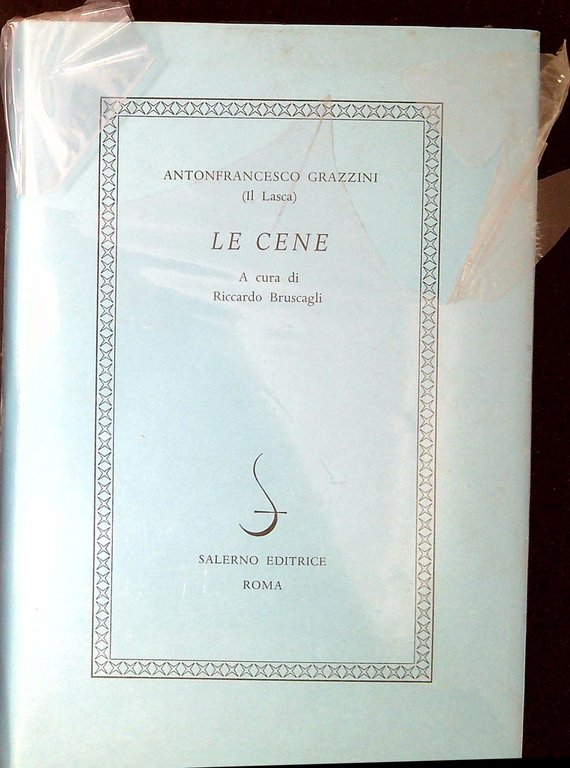 ANTONFRANCESCO GRAZZINI
(Il Lasca)
LE CENE
A cura di
Riccardo Bruscagli
SALERNO EDITRICE
ROMA